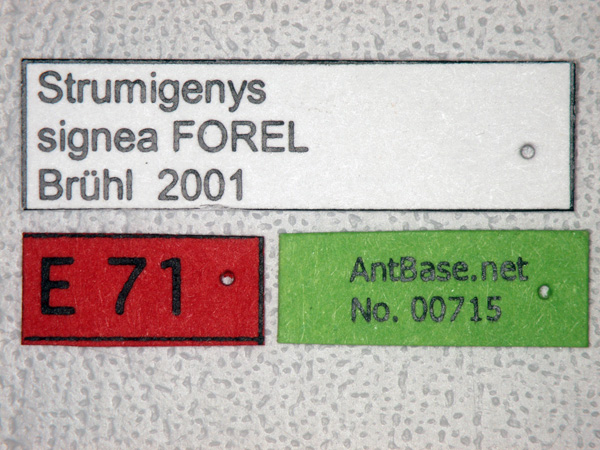 Strumigenys
signea FOREL
Brühl 2001
E 71
AntBase.net
No. 00715